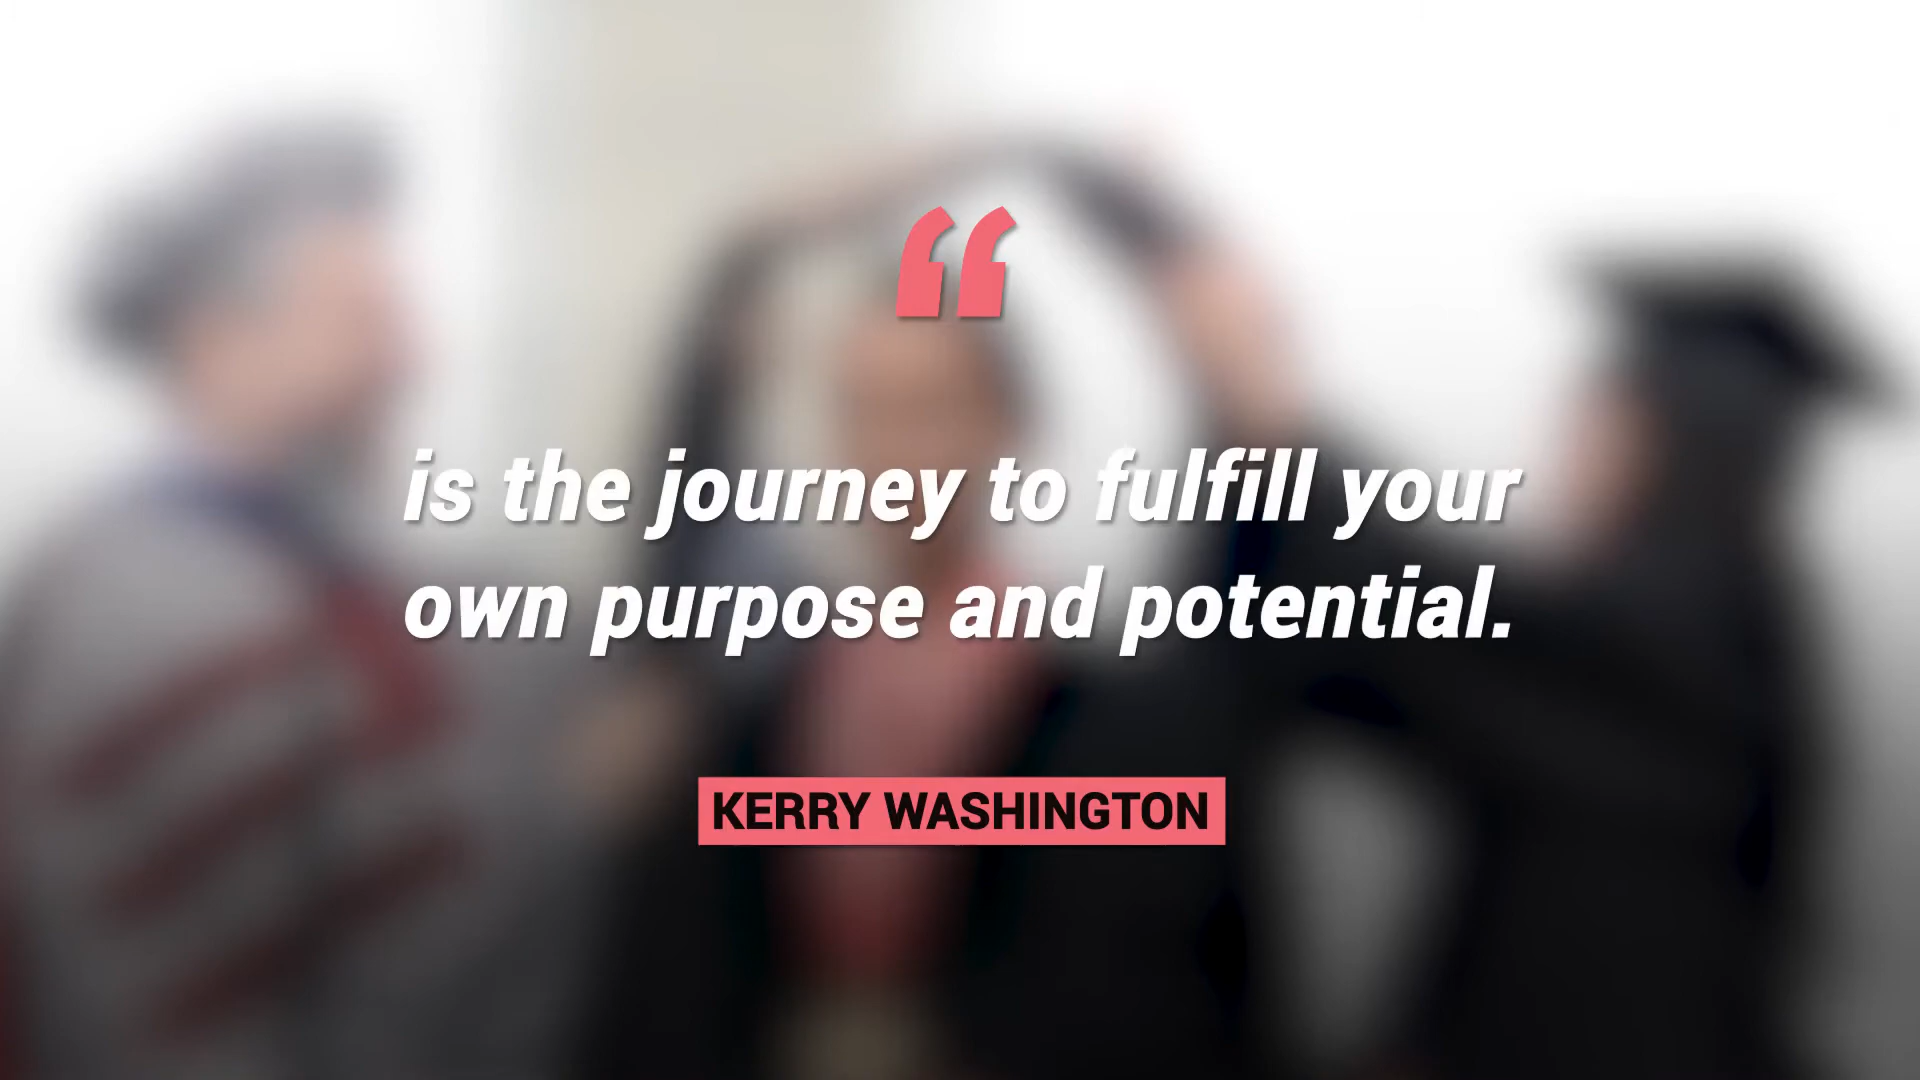 “
is the journey to fulfill your
own purpose and potential.
KERRY WASHINGTON